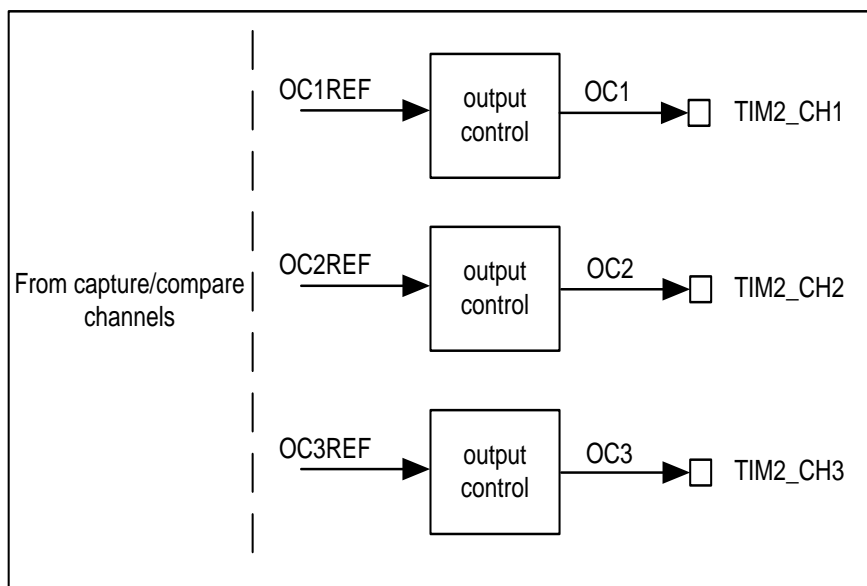 From capture/compare
channels
OC1REF
output
control
OC1
TIM2_CH1
OC2REF
output
control
OC2
TIM2_CH2
OC3REF
output
control
OC3
TIM2_CH3